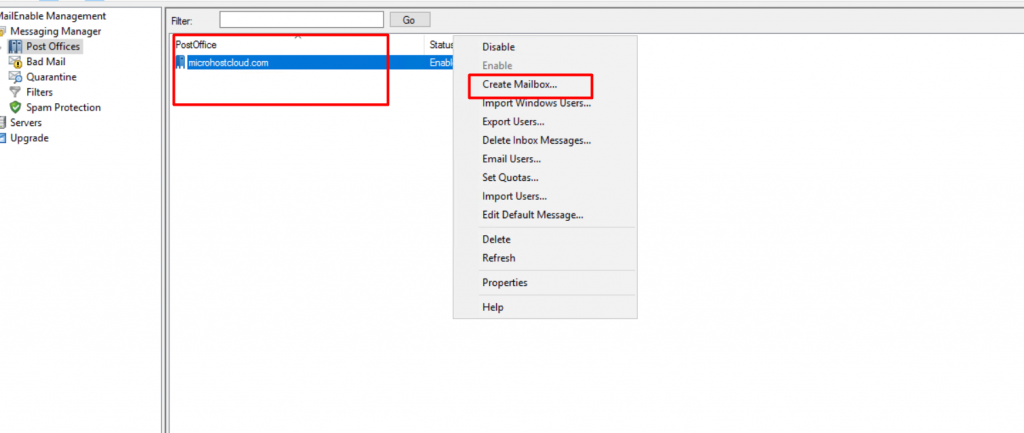 MailEnable Management
Messaging Manager
Post Offices
Bad Mail
Quarantine
Filters
Spam Protection
Servers
Upgrade
Filter:
Go
PostOffice Status
microhostcloud.com Enabl
Disable
Enable
Create Mailbox...
Import Windows Users...
Export Users...
Delete Inbox Messages...
Email Users...
Set Quotas...
Import Users...
Edit Default Message...
Delete
Refresh
Properties
Help